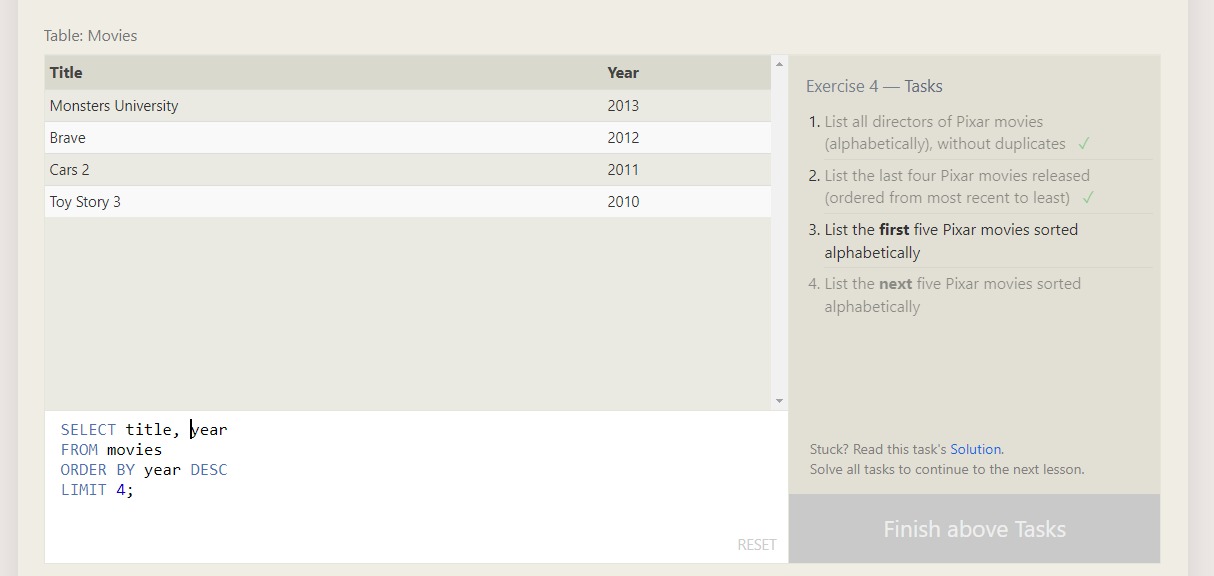 Table: Movies
Title Year
Monsters University 2013
Brave 2012
Cars 2 2011
Toy Story 3 2010
SELECT title, year
FROM movies
ORDER BY year DESC
LIMIT 4;
RESET
Exercise 4 — Tasks
1. List all directors of Pixar movies
(alphabetically), without duplicates ✓
2. List the last four Pixar movies released
(ordered from most recent to least) ✓
3. List the first five Pixar movies sorted
alphabetically
4. List the next five Pixar movies sorted
alphabetically
Stuck? Read this task's Solution.
Solve all tasks to continue to the next lesson.
Finish above Tasks